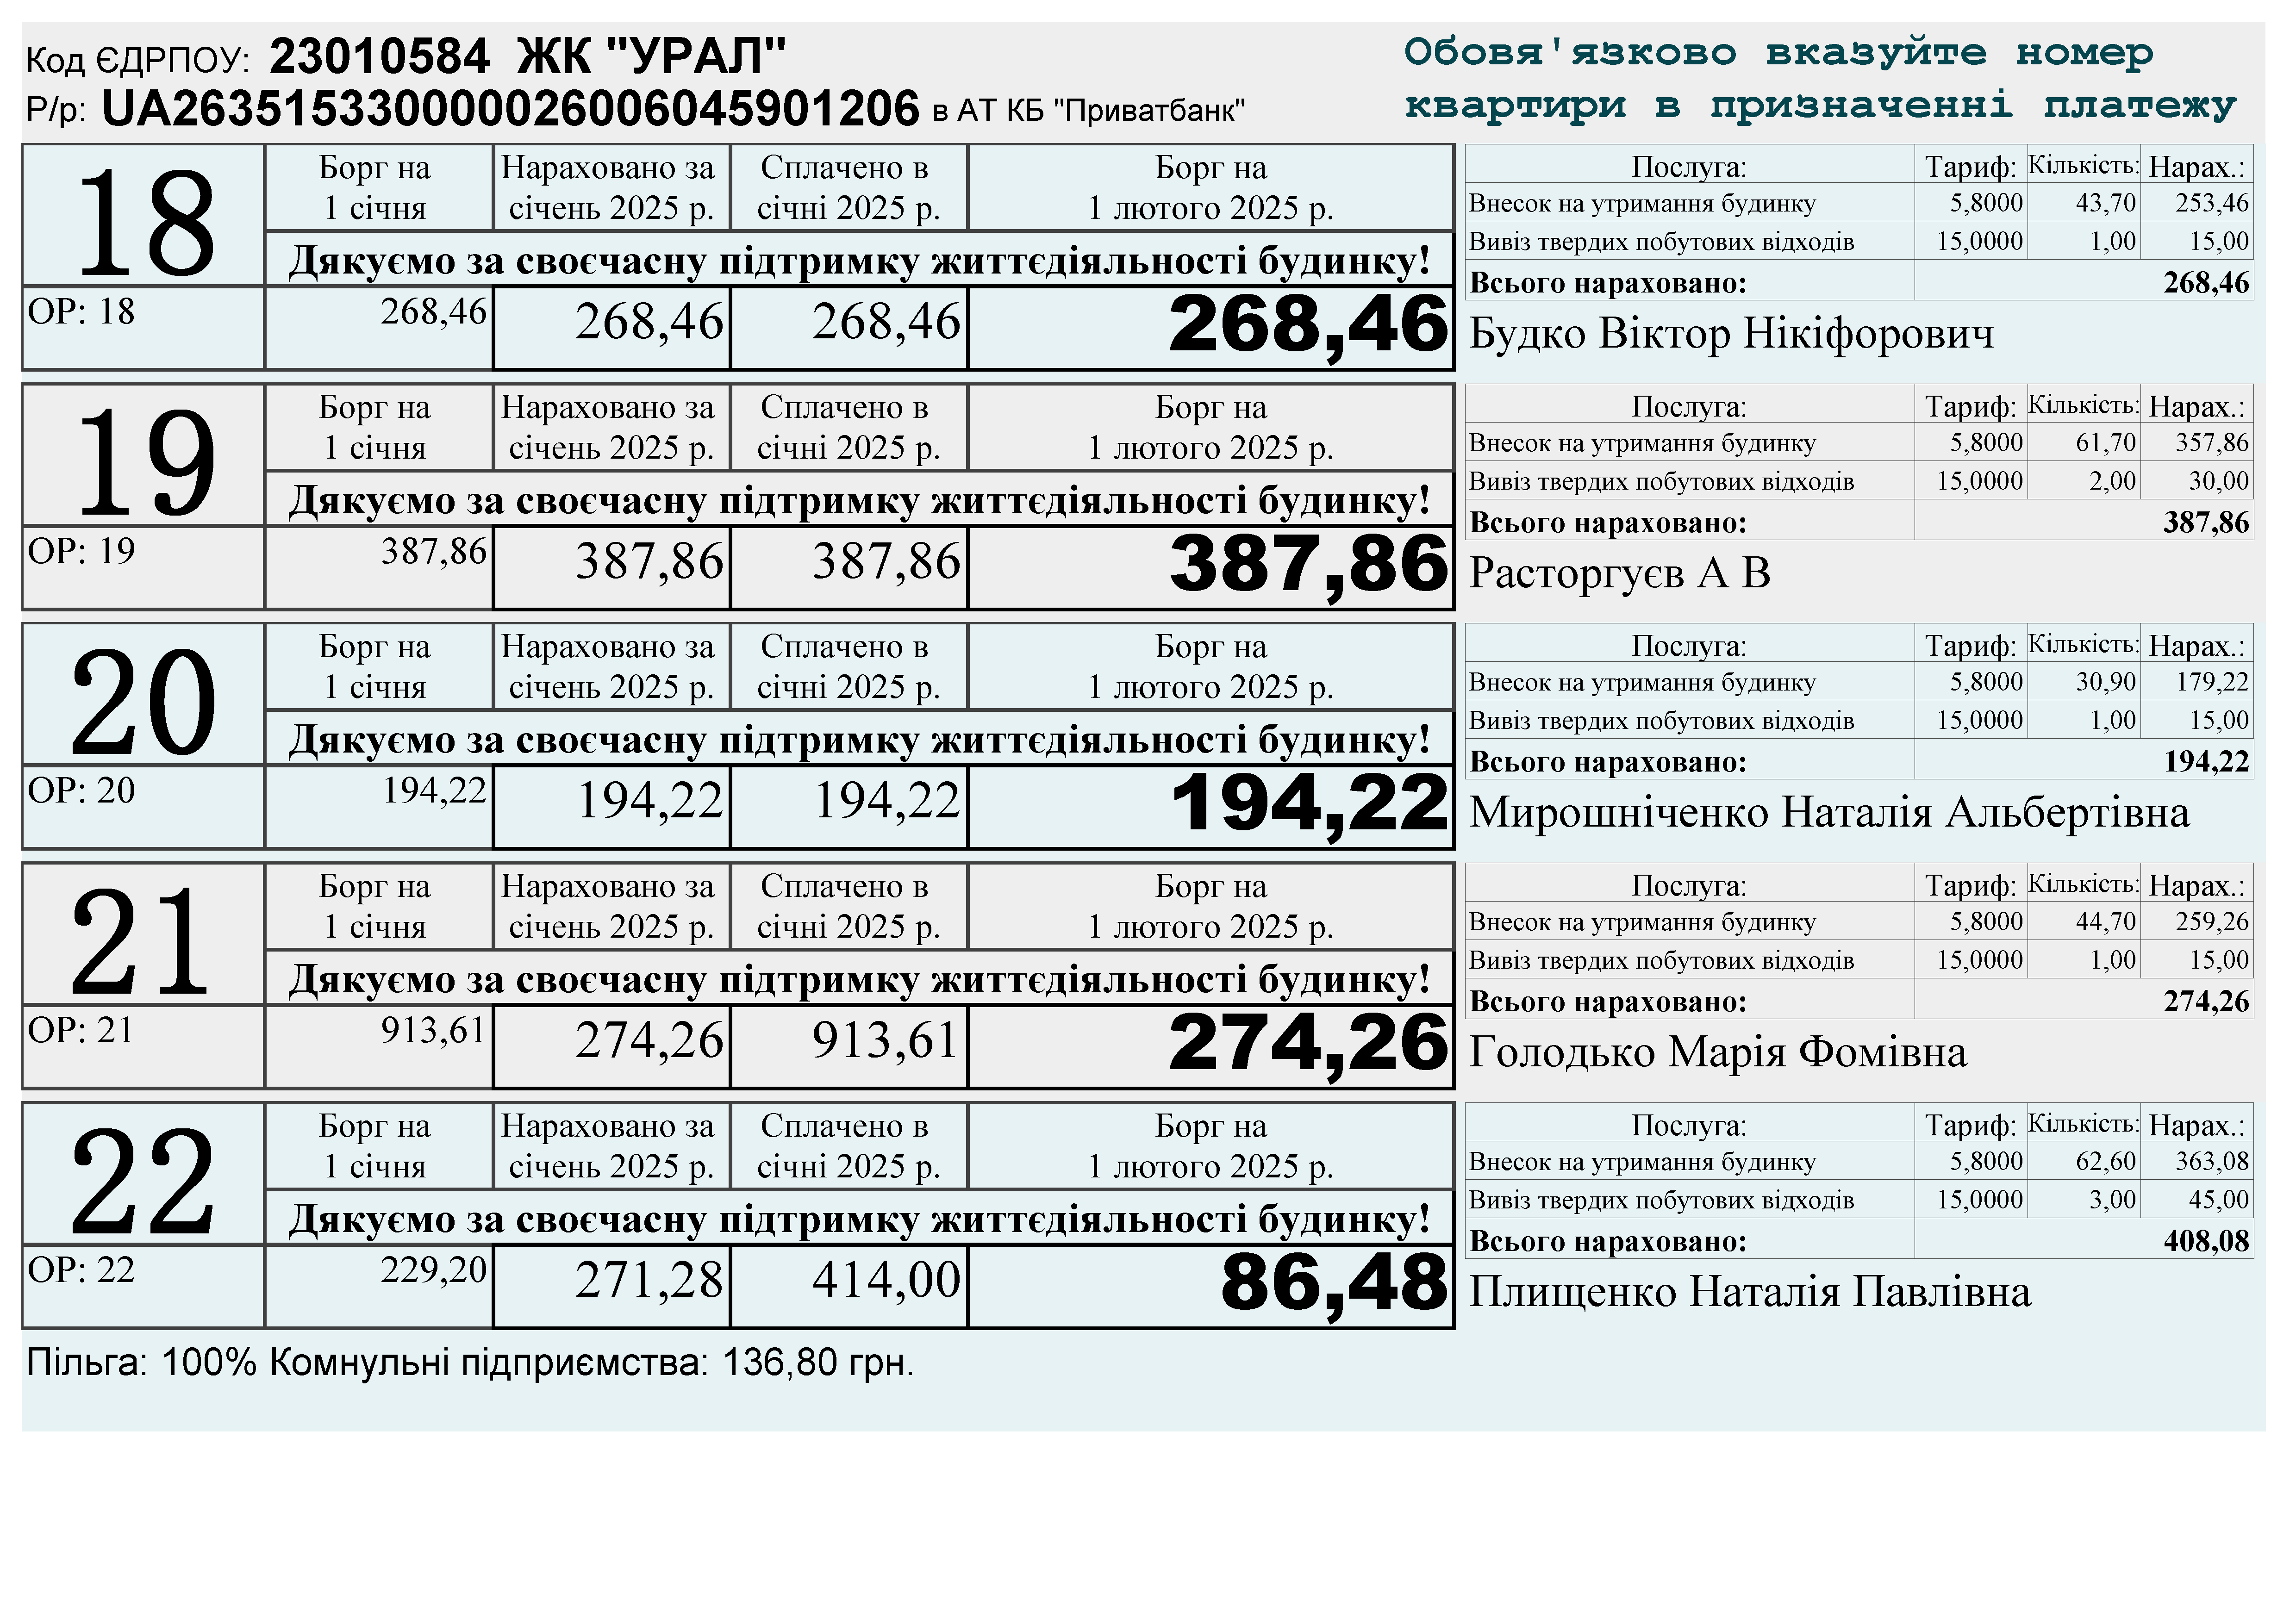 Код ЄДРПОУ: 23010584 ЖК "УРАЛ"
Р/р: UA263515330000026006045901206 в АТ КБ "Приватбанк"
Обовя'язково вказуйте номер
квартири в призначенні платежу
18 Борг на 1 січня Нараховано за січень 2025 р. Сплачено в січні 2025 р. Борг на 1 лютого 2025 р.
Дякуємо за своєчасну підтримку життєдіяльності будинку!
ОР: 18 268,46 268,46 268,46 268,46
Послуга: Тариф: Кількість: Нарах.:
Внесок на утримання будинку 5,8000 43,70 253,46
Вивіз твердих побутових відходів 15,0000 1,00 15,00
Всього нараховано: 268,46
Будко Віктор Нікіфорович
19 Борг на 1 січня Нараховано за січень 2025 р. Сплачено в січні 2025 р. Борг на 1 лютого 2025 р.
Дякуємо за своєчасну підтримку життєдіяльності будинку!
ОР: 19 387,86 387,86 387,86 387,86
Послуга: Тариф: Кількість: Нарах.:
Внесок на утримання будинку 5,8000 61,70 357,86
Вивіз твердих побутових відходів 15,0000 2,00 30,00
Всього нараховано: 387,86
Расторгуєв А В
20 Борг на 1 січня Нараховано за січень 2025 р. Сплачено в січні 2025 р. Борг на 1 лютого 2025 р.
Дякуємо за своєчасну підтримку життєдіяльності будинку!
ОР: 20 194,22 194,22 194,22 194,22
Послуга: Тариф: Кількість: Нарах.:
Внесок на утримання будинку 5,8000 30,90 179,22
Вивіз твердих побутових відходів 15,0000 1,00 15,00
Всього нараховано: 194,22
Мирошніченко Наталія Альбертівна
21 Борг на 1 січня Нараховано за січень 2025 р. Сплачено в січні 2025 р. Борг на 1 лютого 2025 р.
Дякуємо за своєчасну підтримку життєдіяльності будинку!
ОР: 21 913,61 274,26 913,61 274,26
Послуга: Тариф: Кількість: Нарах.:
Внесок на утримання будинку 5,8000 44,70 259,26
Вивіз твердих побутових відходів 15,0000 1,00 15,00
Всього нараховано: 274,26
Голодько Марія Фомівна
22 Борг на 1 січня Нараховано за січень 2025 р. Сплачено в січні 2025 р. Борг на 1 лютого 2025 р.
Дякуємо за своєчасну підтримку життєдіяльності будинку!
ОР: 22 229,20 271,28 414,00 86,48
Послуга: Тариф: Кількість: Нарах.:
Внесок на утримання будинку 5,8000 62,60 363,08
Вивіз твердих побутових відходів 15,0000 3,00 45,00
Всього нараховано: 408,08
Плищенко Наталія Павлівна
Пільга: 100% Комнульні підприємства: 136,80 грн.